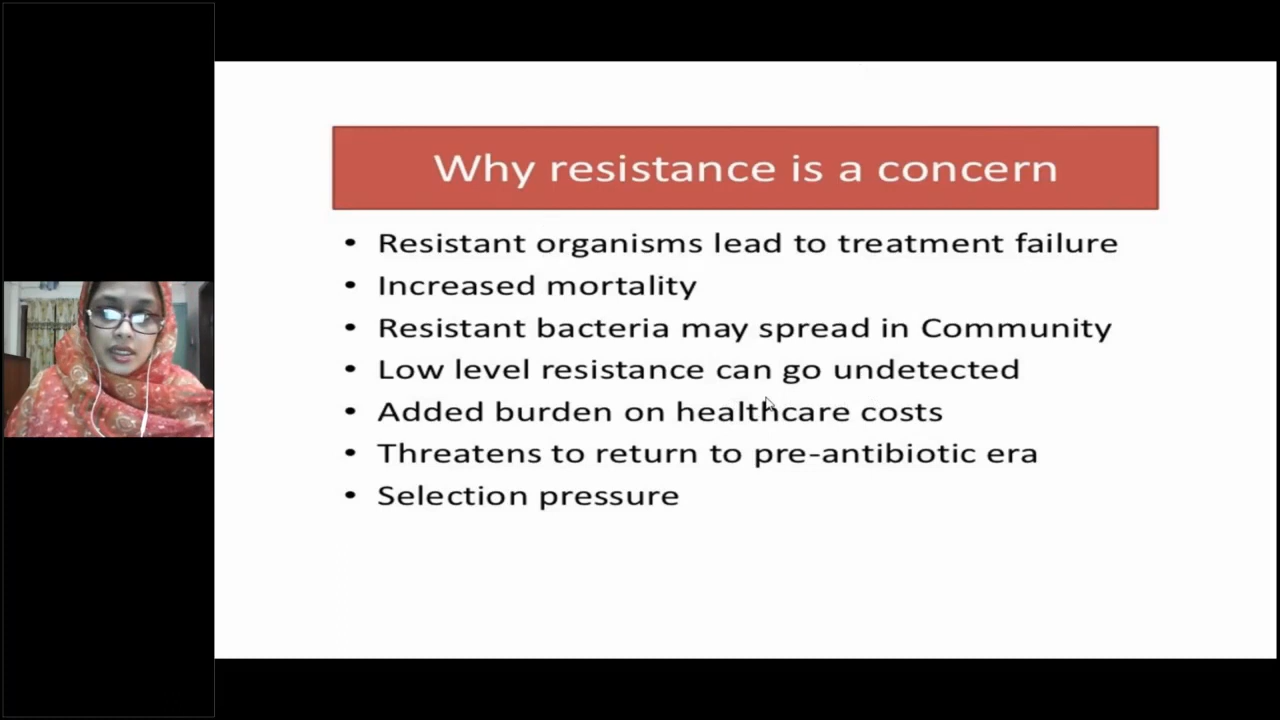 Why resistance is a concern
• Resistant organisms lead to treatment failure
• Increased mortality
• Resistant bacteria may spread in Community
• Low level resistance can go undetected
• Added burden on healthcare costs
• Threatens to return to pre-antibiotic era
• Selection pressure